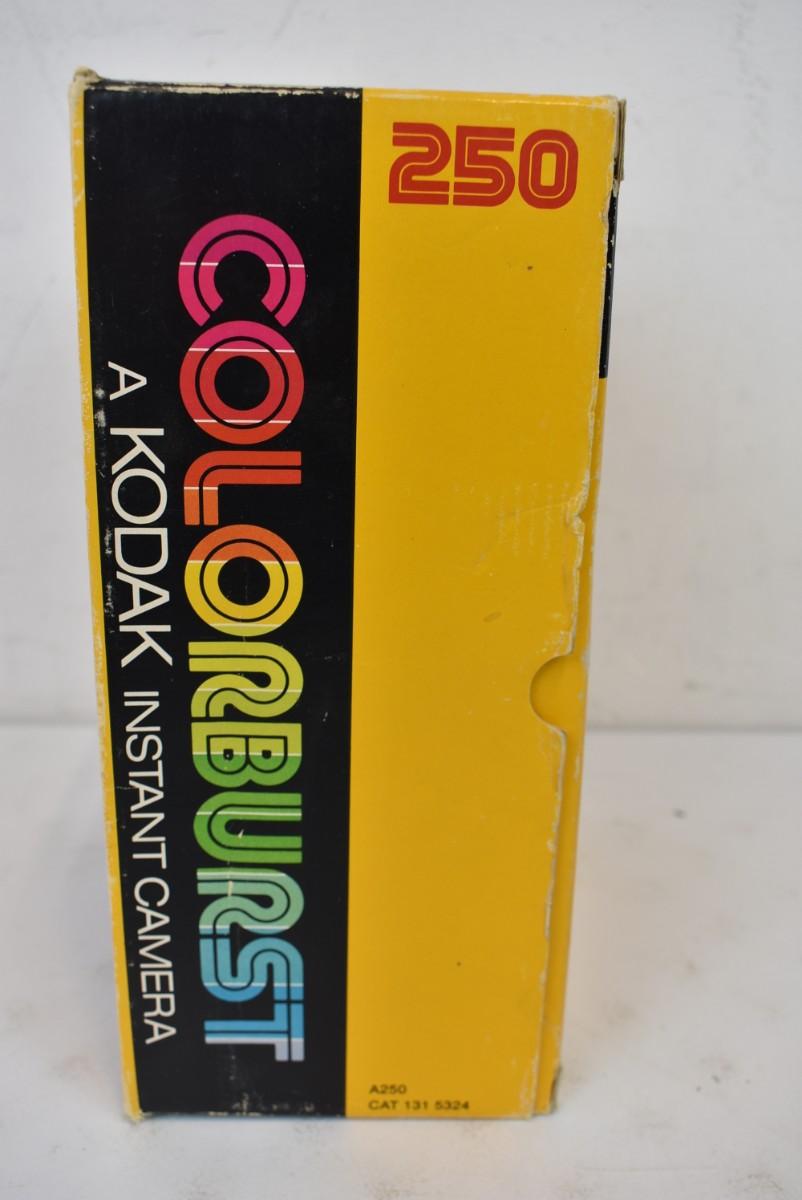 250
COLORBURST
A KODAK INSTANT CAMERA
A250
CAT 131 5324